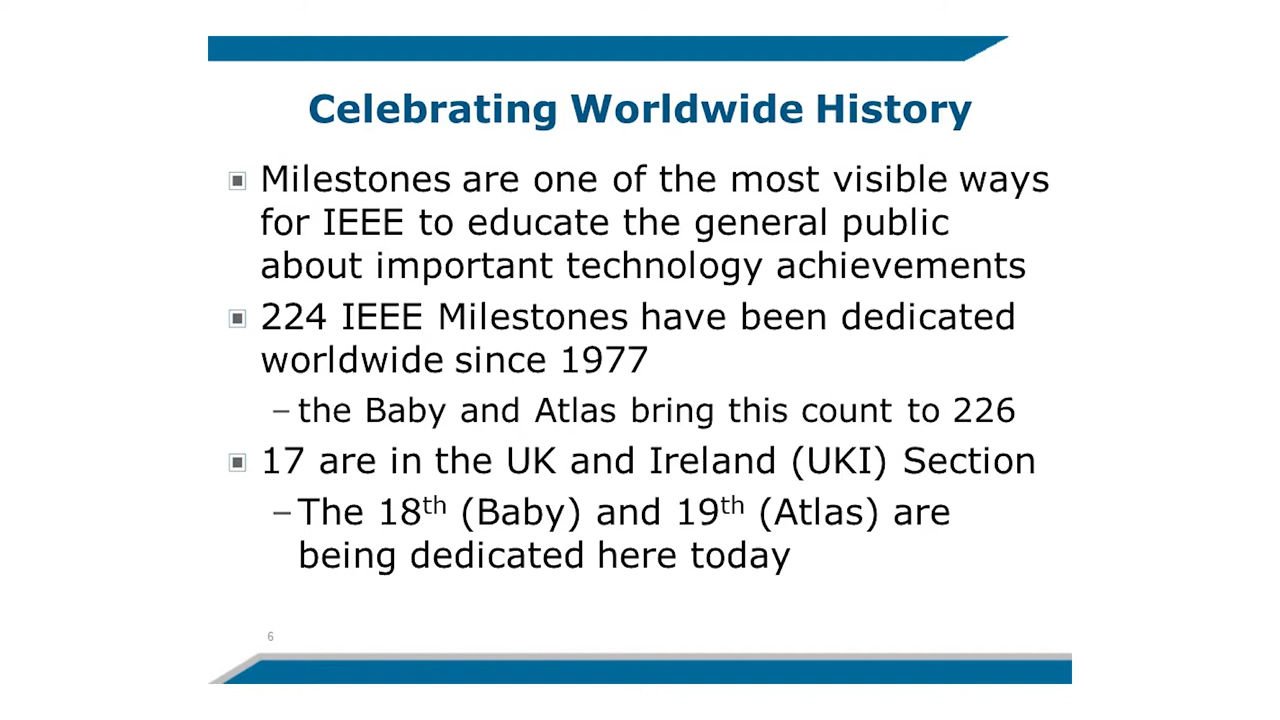 Celebrating Worldwide History
Milestones are one of the most visible ways
for IEEE to educate the general public
about important technology achievements
224 IEEE Milestones have been dedicated
worldwide since 1977
– the Baby and Atlas bring this count to 226
17 are in the UK and Ireland (UKI) Section
– The 18th (Baby) and 19th (Atlas) are
being dedicated here today
6